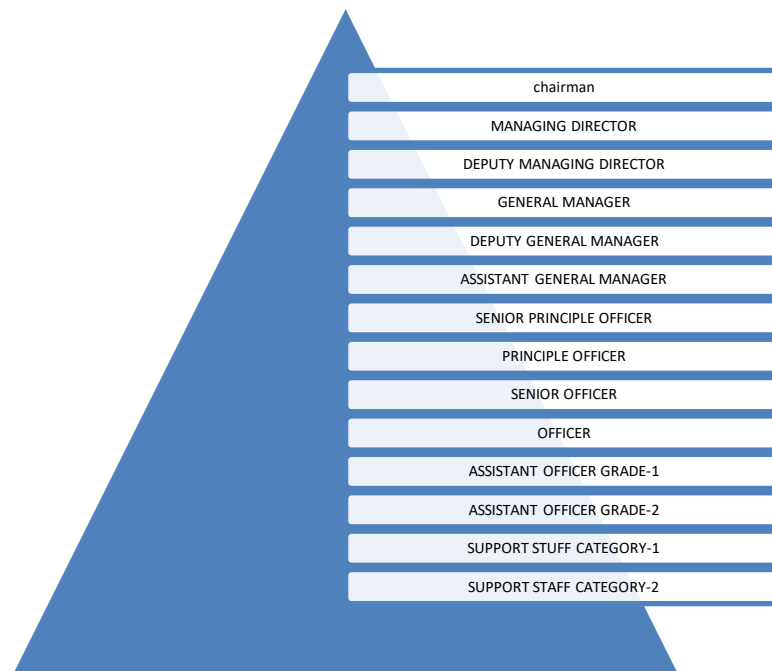 chairman
MANAGING DIRECTOR
DEPUTY MANAGING DIRECTOR
GENERAL MANAGER
DEPUTY GENERAL MANAGER
ASSISTANT GENERAL MANAGER
SENIOR PRINCIPLE OFFICER
PRINCIPLE OFFICER
SENIOR OFFICER
OFFICER
ASSISTANT OFFICER GRADE-1
ASSISTANT OFFICER GRADE-2
SUPPORT STUFF CATEGORY-1
SUPPORT STAFF CATEGORY-2